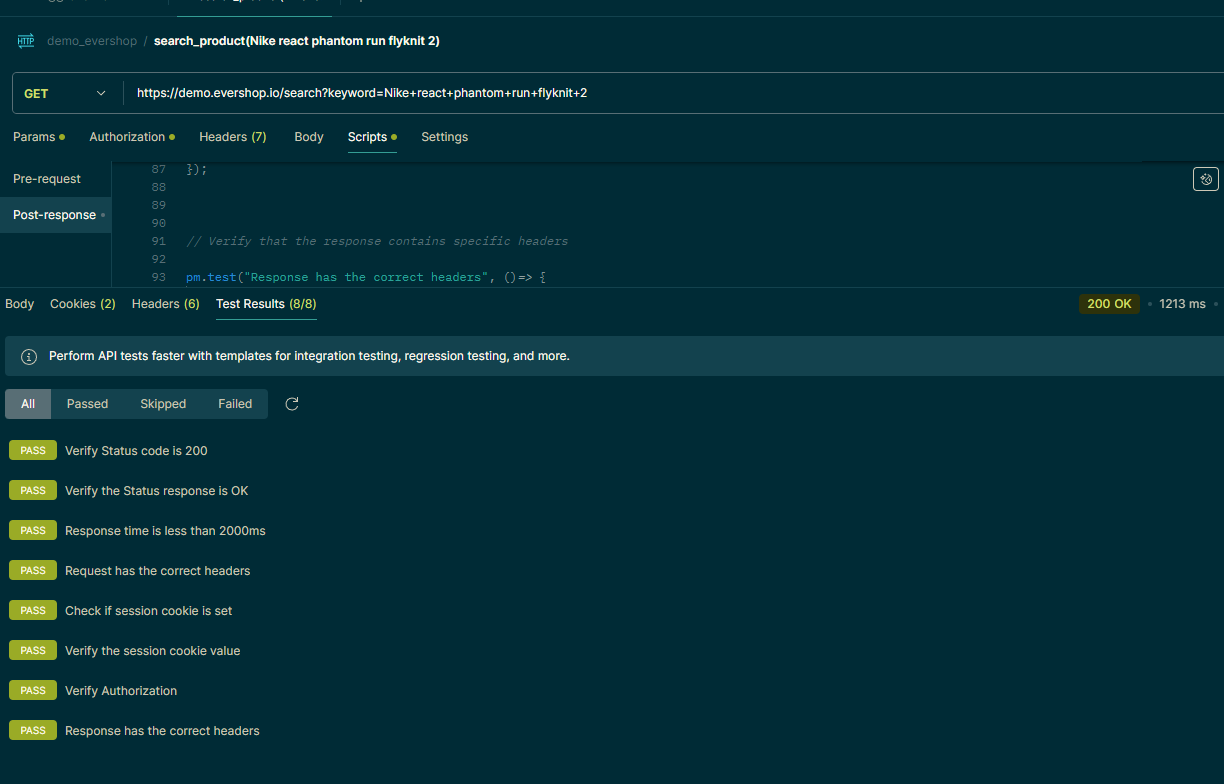 HTTP demo_evershop / search_product(Nike react phantom run flyknit 2)
GET https://demo.evershop.io/search?keyword=Nike+react+phantom+run+flyknit+2
Params Authorization Headers (7) Body Scripts Settings
Pre-request
Post-response
87 });
88
89
90
91 // Verify that the response contains specific headers
92
93 pm.test("Response has the correct headers", ()=> {
Body Cookies (2) Headers (6) Test Results (8/8) 200 OK • 1213 ms •
Perform API tests faster with templates for integration testing, regression testing, and more.
All Passed Skipped Failed
PASS Verify Status code is 200
PASS Verify the Status response is OK
PASS Response time is less than 2000ms
PASS Request has the correct headers
PASS Check if session cookie is set
PASS Verify the session cookie value
PASS Verify Authorization
PASS Response has the correct headers